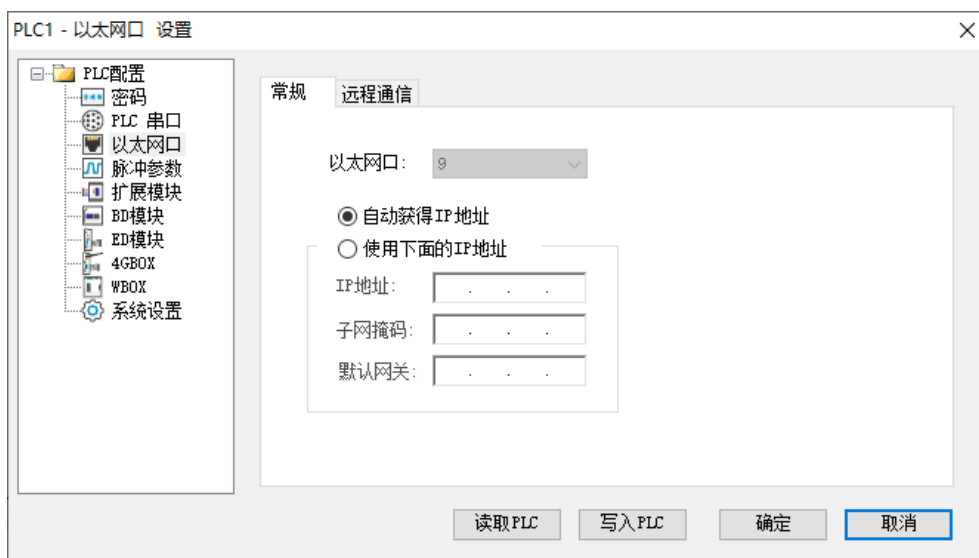 PLC1 - 以太网口 设置
PLC配置
密码
PLC 串口
以太网口
脉冲参数
扩展模块
BD模块
ED模块
4GBOX
WBOX
系统设置
常规
远程通信
以太网口:
9
自动获得IP地址
使用下面的IP地址
IP地址:
. . .
子网掩码:
. . .
默认网关:
. . .
读取PLC
写入PLC
确定
取消